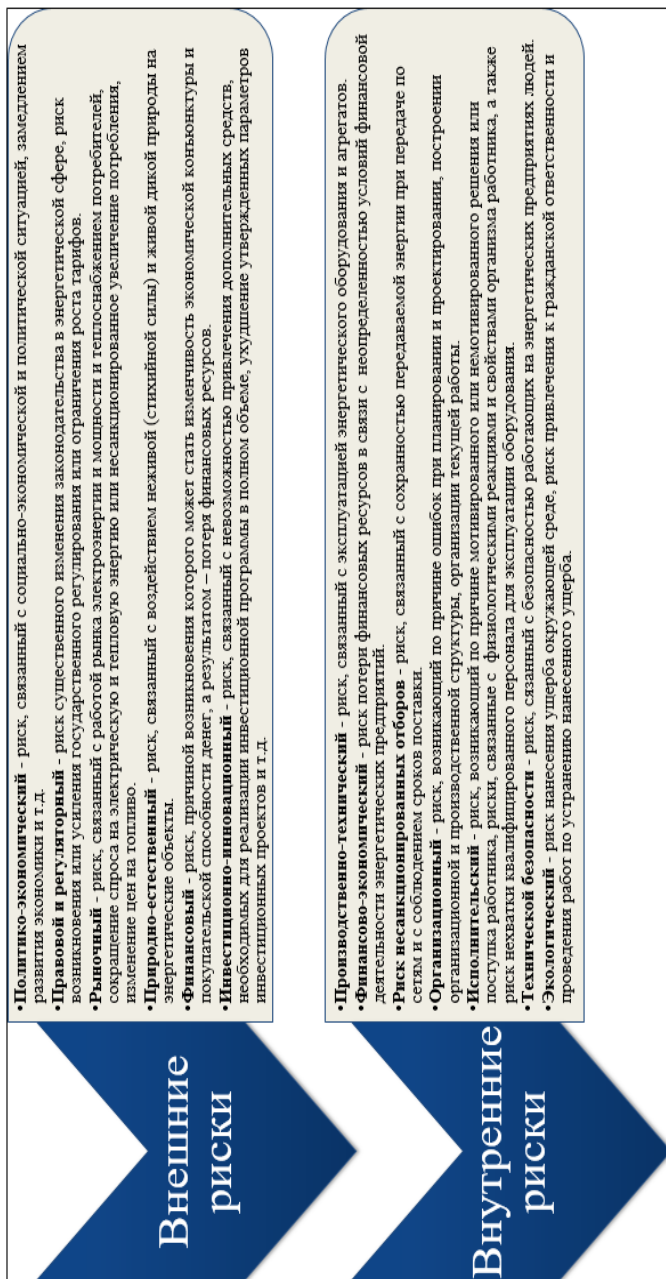 Внешние
риски
•Политико-экономический - риск, связанный с социально-экономической и политической ситуацией, замедлением
развития экономики и т.д.
•Правовой и регуляторный - риск существенного изменения законодательства в энергетической сфере, риск
возникновения или усиления государственного регулирования или ограничения роста тарифов.
•Рыночный - риск, связанный с работой рынка электроэнергии и мощности и теплоснабжением потребителей,
сокращение спроса на электрическую и тепловую энергию или несанкционированное увеличение потребления,
изменение цен на топливо.
•Природно-естественный - риск, связанный с воздействием неживой (стихийной силы) и живой дикой природы на
энергетические объекты.
•Финансовый - риск, причиной возникновения которого может стать изменчивость экономической конъюнктуры и
покупательской способности денег, а результатом – потеря финансовых ресурсов.
•Инвестиционно-инновационный - риск, связанный с невозможностью привлечения дополнительных средств,
необходимых для реализации инвестиционной программы в полном объеме, ухудшение утвержденных параметров
инвестиционных проектов и т.д.
Внутренние
риски
•Производственно-технический - риск, связанный с эксплуатацией энергетического оборудования и агрегатов.
•Финансово-экономический - риск потери финансовых ресурсов в связи с неопределенностью условий финансовой
деятельности энергетических предприятий.
•Риск несанкционированных отборов - риск, связанный с сохранностью передаваемой энергии при передаче по
сетям и с соблюдением сроков поставки.
•Организационный - риск, возникающий по причине ошибок при планировании и проектировании, построении
организационной и производственной структуры, организации текущей работы.
•Исполнительский - риск, возникающий по причине мотивированного или немотивированного решения или
поступка работника, риски, связанные с физиологическими реакциями и свойствами организма работника, а также
риск нехватки квалифицированного персонала для эксплуатации оборудования.
•Технической безопасности - риск, сязанный с безопасностью работающих на энергетических предприятиях людей.
•Экологический - риск нанесения ущерба окружающей среде, риск привлечения к гражданской ответственности и
проведения работ по устранению нанесенного ущерба.